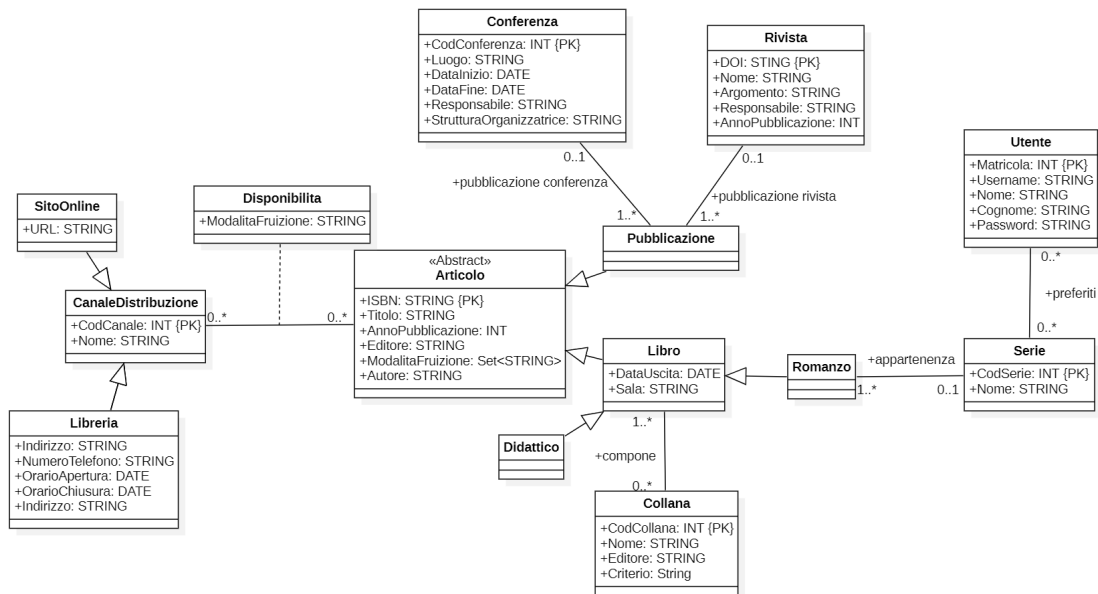 Conferenza
+CodConferenza: INT {PK}
+Luogo: STRING
+DataInizio: DATE
+DataFine: DATE
+Responsabile: STRING
+StrutturaOrganizzatrice: STRING
Rivista
+DOI: STING {PK}
+Nome: STRING
+Argomento: STRING
+Responsabile: STRING
+AnnoPubblicazione: INT
Utente
+Matricola: INT {PK}
+Username: STRING
+Nome: STRING
+Cognome: STRING
+Password: STRING
0..1
0..1
+pubblicazione conferenza
+pubblicazione rivista
1..*
1..*
SitoOnline
+URL: STRING
Disponibilita
+ModalitaFruizione: STRING
Pubblicazione
0..*
+preferiti
0..*
«Abstract»
Articolo
+ISBN: STRING {PK}
+Titolo: STRING
+AnnoPubblicazione: INT
+Editore: STRING
+ModalitaFruizione: Set<STRING>
+Autore: STRING
CanaleDistribuzione
+CodCanale: INT {PK}
+Nome: STRING
0..*
0..*
Libro
+DataUscita: DATE
+Sala: STRING
Romanzo
+appartenenza
1..*
0..1
Serie
+CodSerie: INT {PK}
+Nome: STRING
Libreria
+Indirizzo: STRING
+NumeroTelefono: STRING
+OrarioApertura: DATE
+OrarioChiusura: DATE
+Indirizzo: STRING
Didattico
1..*
+compone
0..*
Collana
+CodCollana: INT {PK}
+Nome: STRING
+Editore: STRING
+Criterio: String